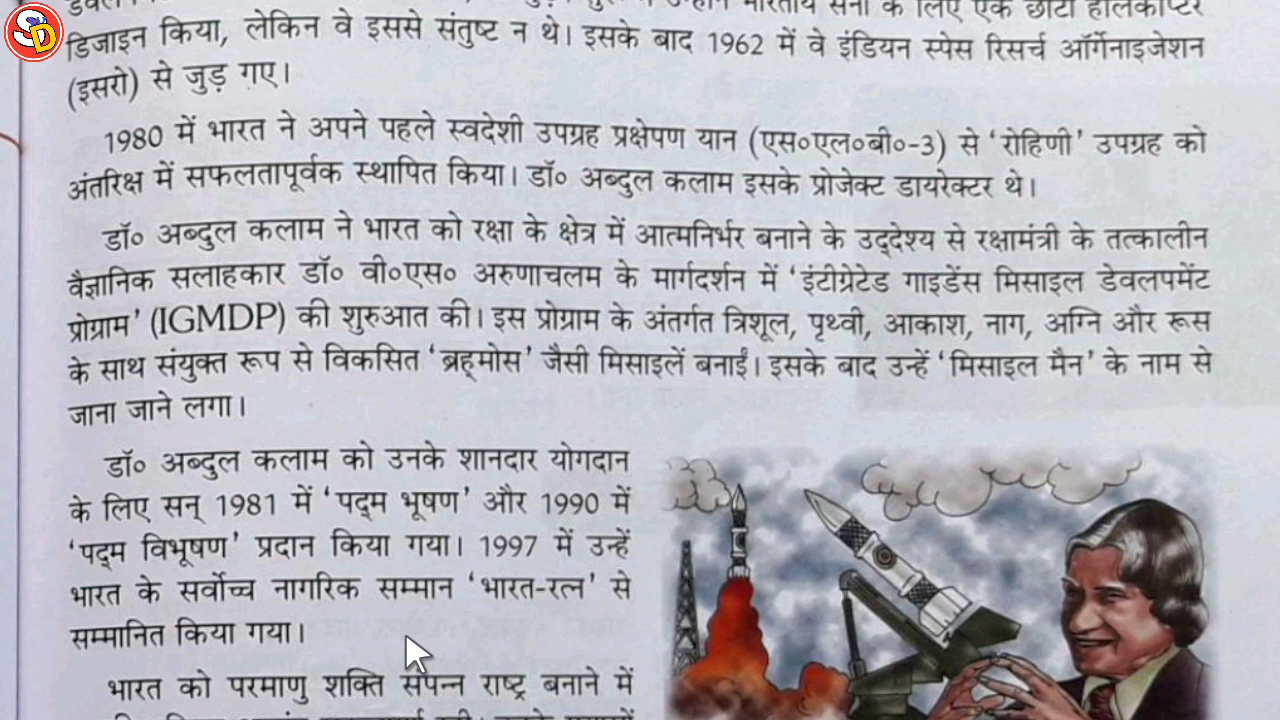 के लिए एक छोटा हेलिकॉप्टर
SD
डिजाइन किया, लेकिन वे इससे संतुष्ट न थे। इसके बाद 1962 में वे इंडियन स्पेस रिसर्च ऑर्गेनाइजेशन
(इसरो) से जुड़ गए।
1980 में भारत ने अपने पहले स्वदेशी उपग्रह प्रक्षेपण यान (एस०एल०बी०-3) से ‘रोहिणी’ उपग्रह को
अंतरिक्ष में सफलतापूर्वक स्थापित किया। डॉ० अब्दुल कलाम इसके प्रोजेक्ट डायरेक्टर थे।
डॉ० अब्दुल कलाम ने भारत को रक्षा के क्षेत्र में आत्मनिर्भर बनाने के उद्‌देश्य से रक्षामंत्री के तत्कालीन
वैज्ञानिक सलाहकार डॉ० वी०एस० अरुणाचलम के मार्गदर्शन में ‘इंटीग्रेटेड गाइडेंस मिसाइल डेवलपमेंट
प्रोग्राम’ (IGMDP) की शुरुआत की। इस प्रोग्राम के अंतर्गत त्रिशूल, पृथ्वी, आकाश, नाग, अग्नि और रूस
के साथ संयुक्त रूप से विकसित ‘ब्रह्‌मोस’ जैसी मिसाइलें बनाईं। इसके बाद उन्हें ‘मिसाइल मैन’ के नाम से
जाना जाने लगा।
डॉ० अब्दुल कलाम को उनके शानदार योगदान
के लिए सन् 1981 में ‘पद्‌म भूषण’ और 1990 में
‘पद्‌म विभूषण’ प्रदान किया गया। 1997 में उन्हें
भारत के सर्वोच्च नागरिक सम्मान ‘भारत-रत्न’ से
सम्मानित किया गया।
भारत को परमाणु शक्ति संपन्न राष्ट्र बनाने में